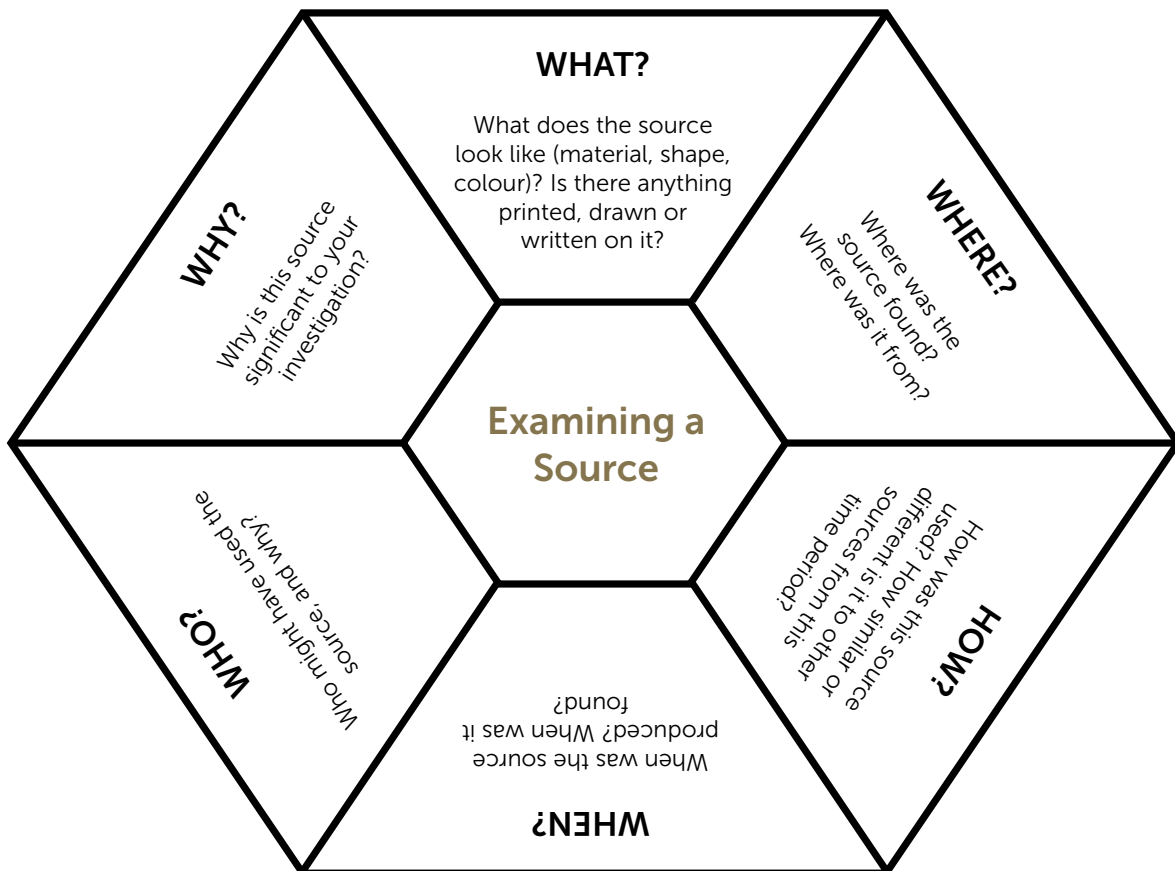 WHAT?
What does the source
look like (material, shape,
colour)? Is there anything
printed, drawn or
written on it?
WHERE?
Where was the
source found?
Where was it from?
HOW?
How was this source
used? How similar or
different is it to other
sources from this
time period?
WHEN?
When was the source
produced? When was it
found?
WHO?
Who might have used the
source, and why?
WHY?
Why is this source
significant to your
investigation?
Examining a
Source